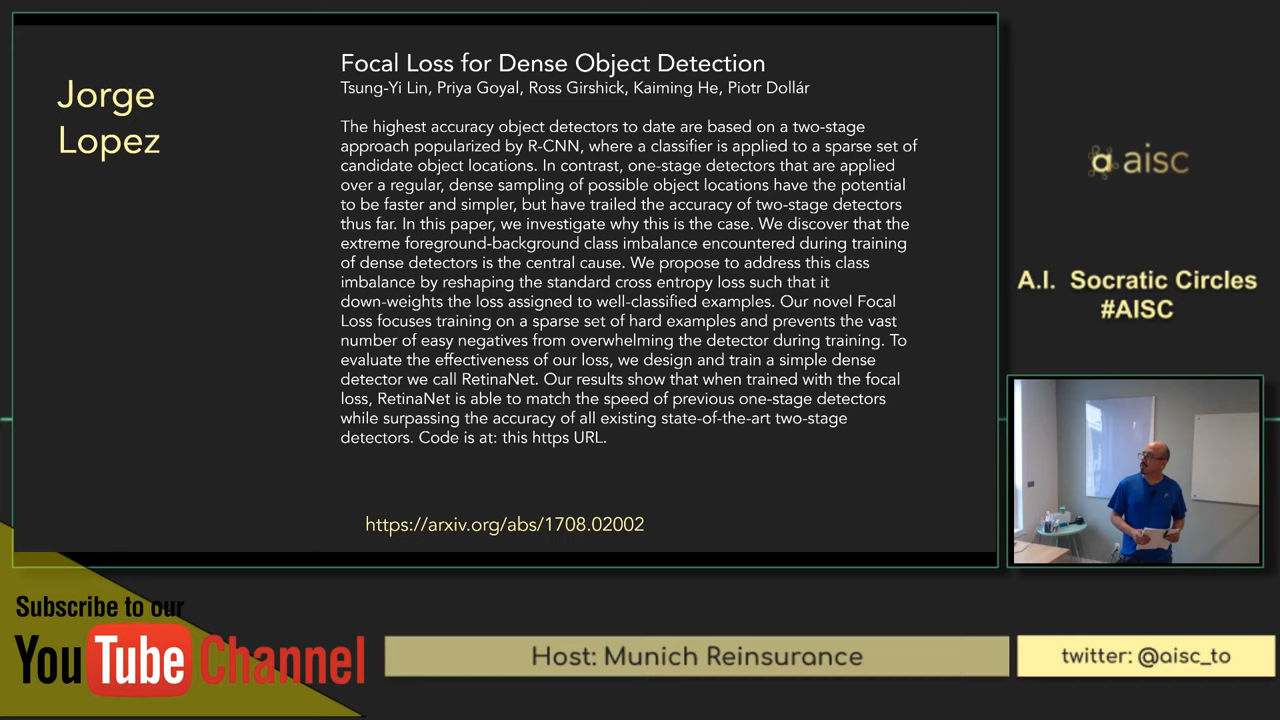 Jorge
Lopez
Focal Loss for Dense Object Detection
Tsung-Yi Lin, Priya Goyal, Ross Girshick, Kaiming He, Piotr Dollár
The highest accuracy object detectors to date are based on a two-stage
approach popularized by R-CNN, where a classifier is applied to a sparse set of
candidate object locations. In contrast, one-stage detectors that are applied
over a regular, dense sampling of possible object locations have the potential
to be faster and simpler, but have trailed the accuracy of two-stage detectors
thus far. In this paper, we investigate why this is the case. We discover that the
extreme foreground-background class imbalance encountered during training
of dense detectors is the central cause. We propose to address this class
imbalance by reshaping the standard cross entropy loss such that it
down-weights the loss assigned to well-classified examples. Our novel Focal
Loss focuses training on a sparse set of hard examples and prevents the vast
number of easy negatives from overwhelming the detector during training. To
evaluate the effectiveness of our loss, we design and train a simple dense
detector we call RetinaNet. Our results show that when trained with the focal
loss, RetinaNet is able to match the speed of previous one-stage detectors
while surpassing the accuracy of all existing state-of-the-art two-stage
detectors. Code is at: this https URL.
https://arxiv.org/abs/1708.02002
a aisc
A.I. Socratic Circles
#AISC
Subscribe to our
YouTube Channel
Host: Munich Reinsurance
twitter: @aisc_to